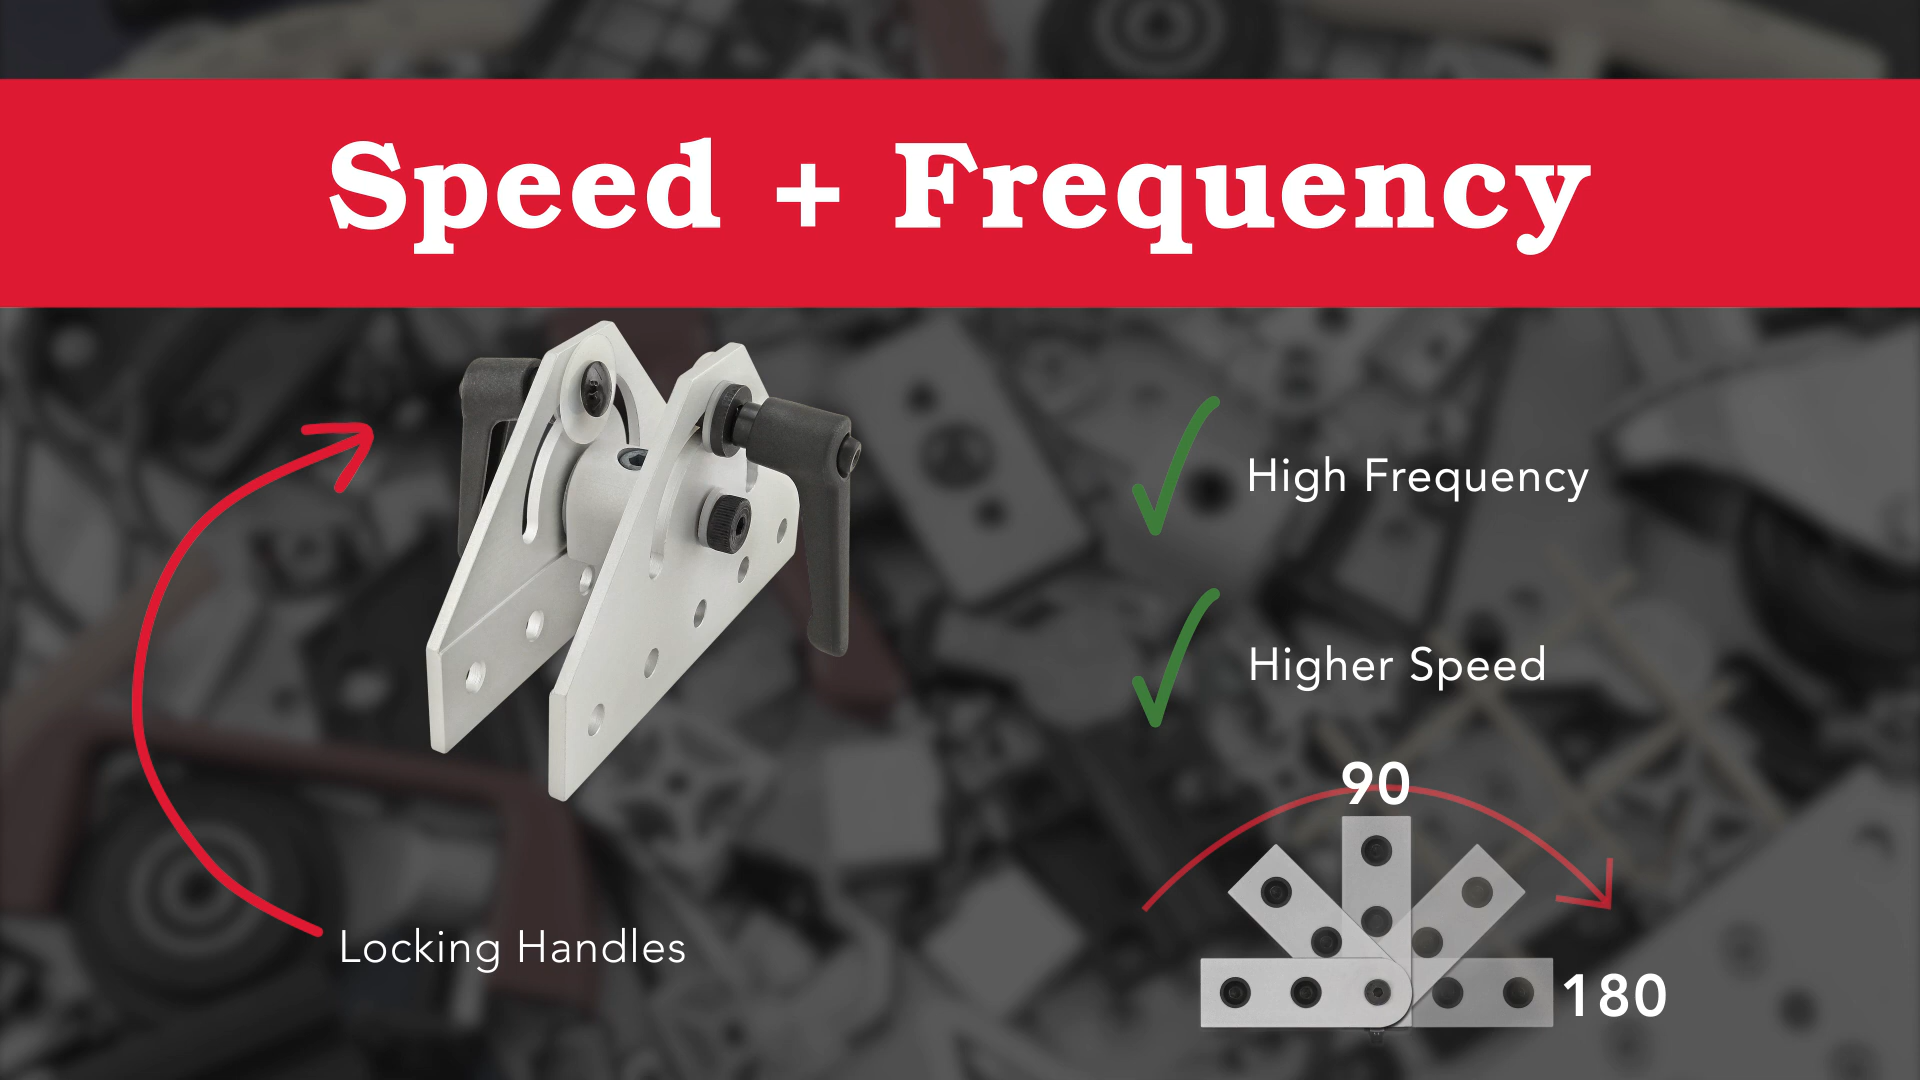 Speed + Frequency
High Frequency
Higher Speed
90
180
Locking Handles